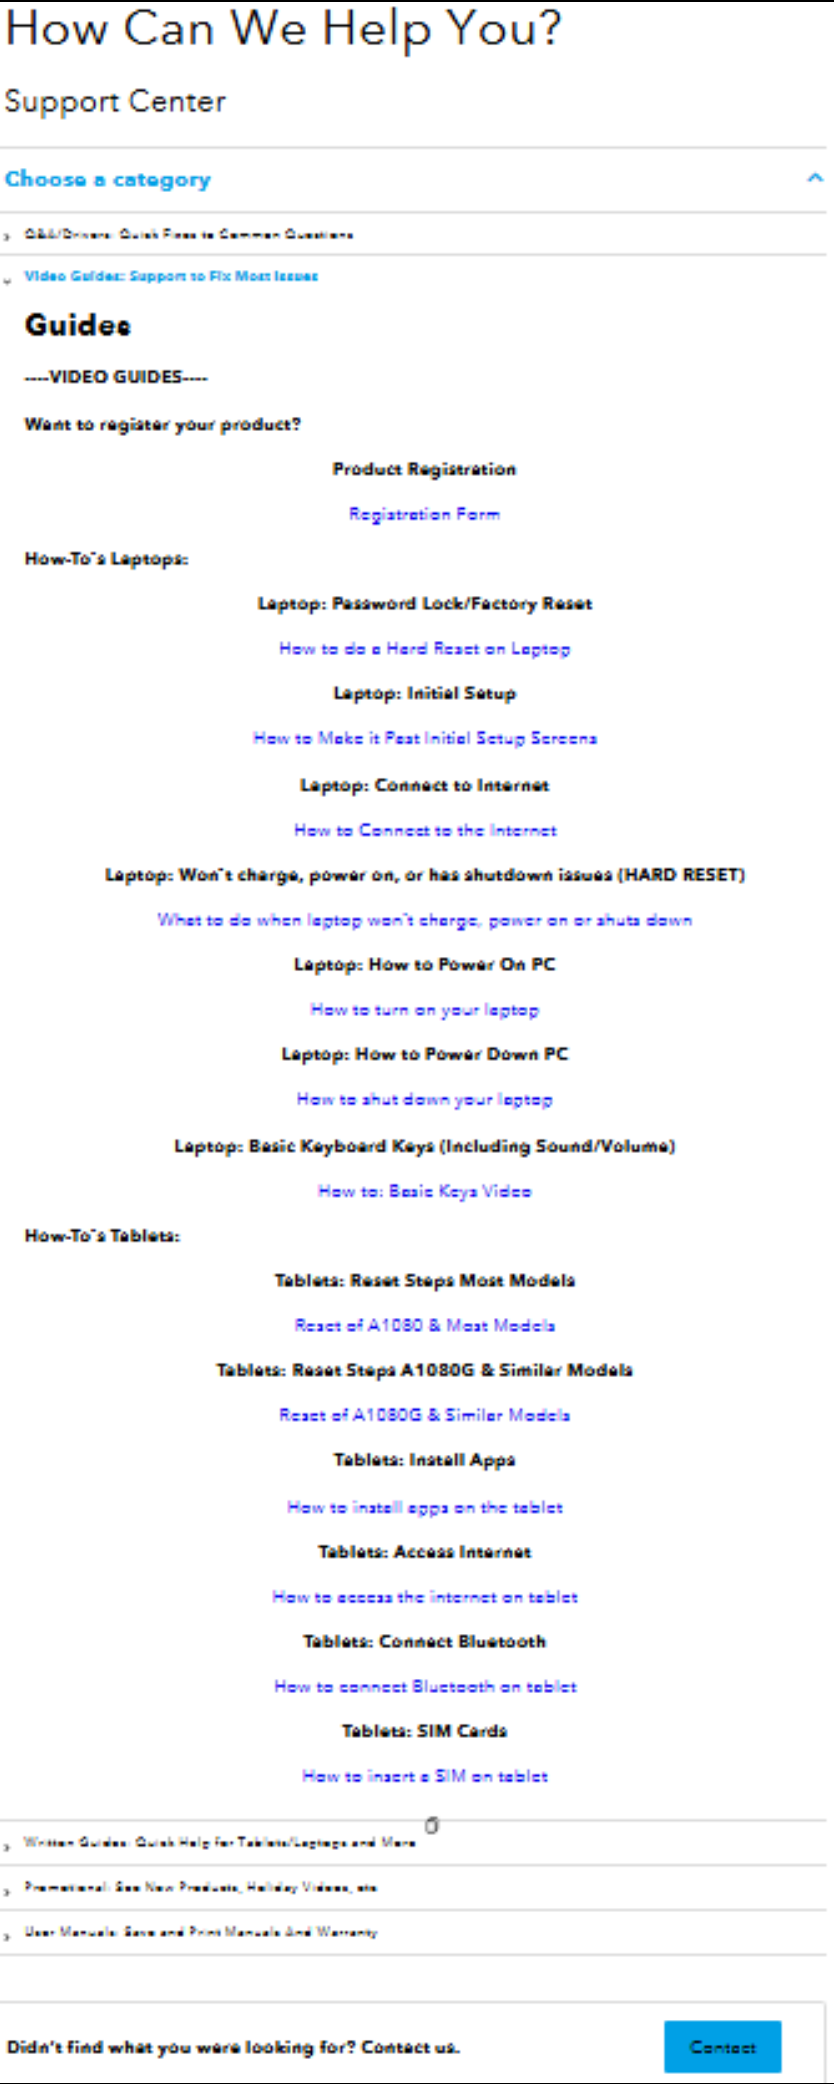 How Can We Help You?
Support Center
Choose a category
Q&A/Drivers: Quick Fixes to Common Questions
Video Guides: Support to Fix Most Issues
Guides
----VIDEO GUIDES----
Want to register your product?
Product Registration
Registration Form
How-To's Laptops:
Laptop: Password Lock/Factory Reset
How to do a Hard Reset on Laptop
Laptop: Initial Setup
How to Make it Past Initial Setup Screens
Laptop: Connect to Internet
How to Connect to the Internet
Laptop: Won't charge, power on, or has shutdown issues (HARD RESET)
What to do when laptop won't charge, power on or shuts down
Laptop: How to Power On PC
How to turn on your laptop
Laptop: How to Power Down PC
How to shut down your laptop
Laptop: Basic Keyboard Keys (Including Sound/Volume)
How to: Basic Keys Video
How-To's Tablets:
Tablets: Reset Steps Most Models
Reset of A1080 & Most Models
Tablets: Reset Steps A1080G & Similar Models
Reset of A1080G & Similar Models
Tablets: Install Apps
How to install apps on the tablet
Tablets: Access Internet
How to access the internet on tablet
Tablets: Connect Bluetooth
How to connect Bluetooth on tablet
Tablets: SIM Cards
How to insert a SIM on tablet
Written Guides: Quick Help for Tablets/Laptops and More
Promotional: See New Products, Holiday Videos, etc
User Manuals: Save and Print Manuals And Warranty
Didn't find what you were looking for? Contact us.
Contact